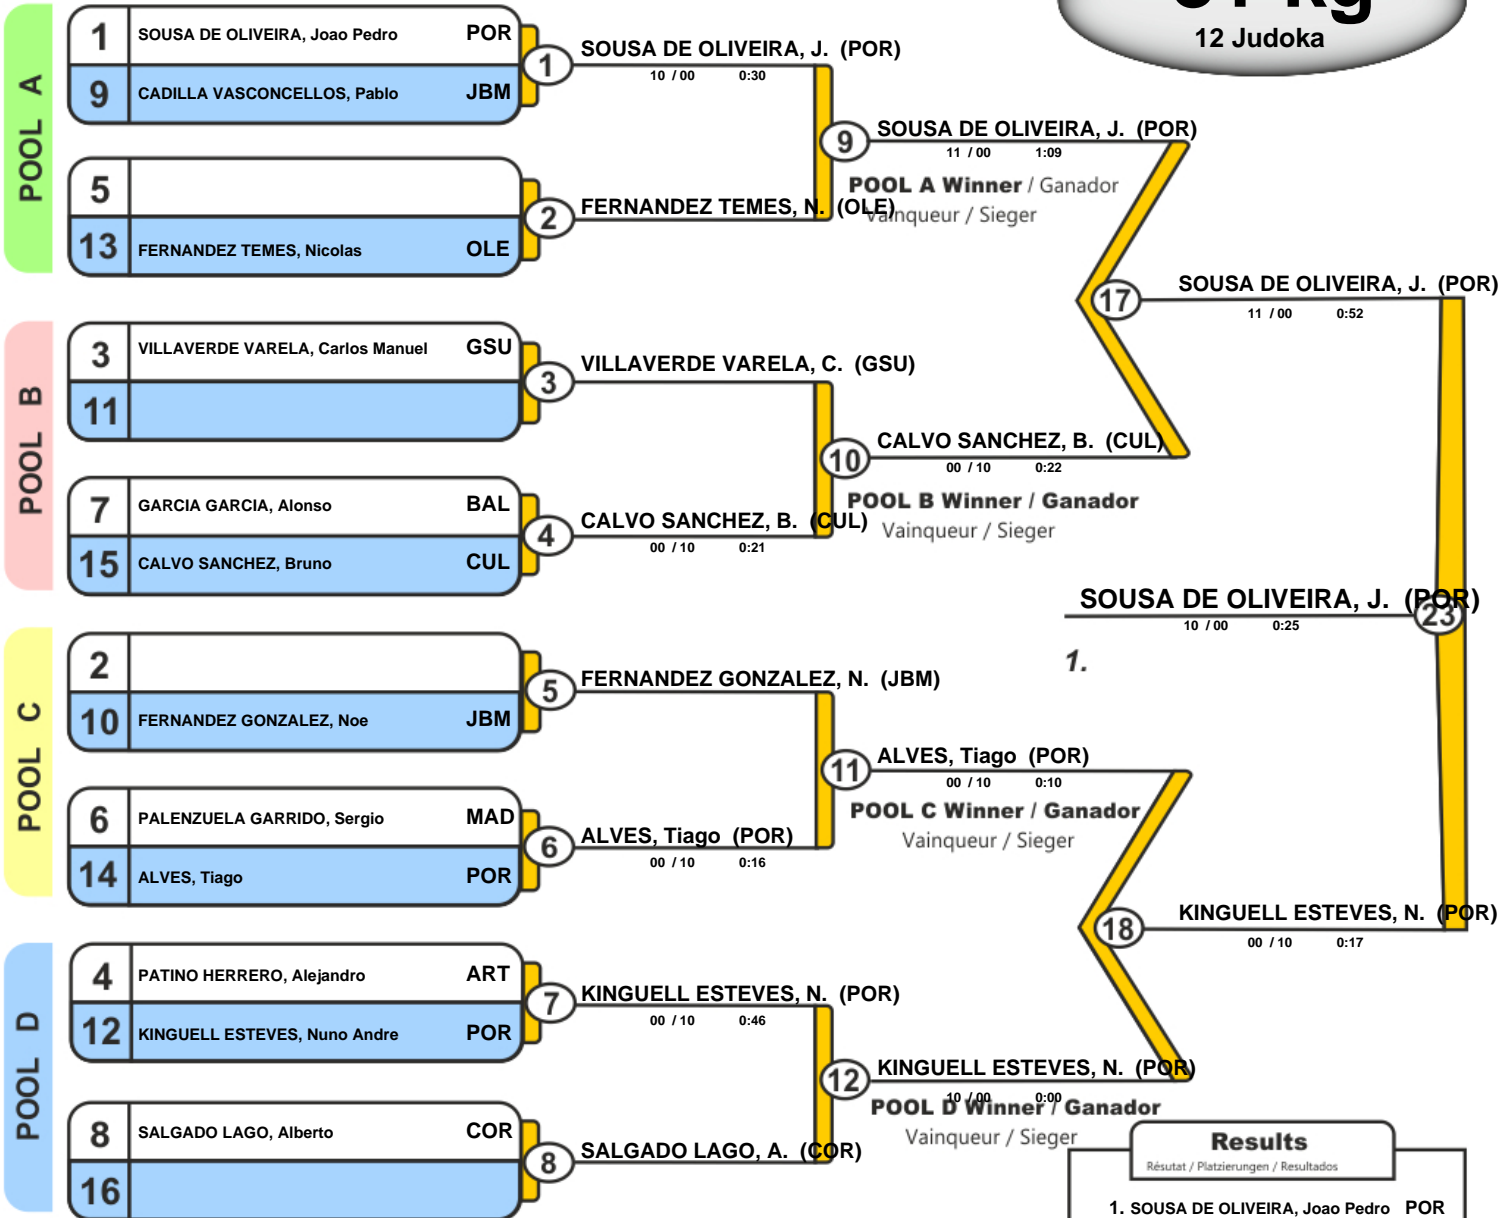 12 Judoka
POOL A
1 SOUSA DE OLIVEIRA, Joao Pedro POR
9 CADILLA VASCONCELLOS, Pablo JBM
1
SOUSA DE OLIVEIRA, J. (POR)
10 / 00 0:30
5
13 FERNANDEZ TEMES, Nicolas OLE
2
FERNANDEZ TEMES, N. (OLE)
9
SOUSA DE OLIVEIRA, J. (POR)
11 / 00 1:09
POOL A Winner / Ganador
Vainqueur / Sieger
POOL B
3 VILLAVERDE VARELA, Carlos Manuel GSU
11
3
VILLAVERDE VARELA, C. (GSU)
7 GARCIA GARCIA, Alonso BAL
15 CALVO SANCHEZ, Bruno CUL
4
CALVO SANCHEZ, B. (CUL)
00 / 10 0:21
10
CALVO SANCHEZ, B. (CUL)
00 / 10 0:22
POOL B Winner / Ganador
Vainqueur / Sieger
17
SOUSA DE OLIVEIRA, J. (POR)
11 / 00 0:52
POOL C
2
10 FERNANDEZ GONZALEZ, Noe JBM
5
FERNANDEZ GONZALEZ, N. (JBM)
6 PALENZUELA GARRIDO, Sergio MAD
14 ALVES, Tiago POR
6
ALVES, Tiago (POR)
00 / 10 0:16
11
ALVES, Tiago (POR)
00 / 10 0:10
POOL C Winner / Ganador
Vainqueur / Sieger
POOL D
4 PATINO HERRERO, Alejandro ART
12 KINGUELL ESTEVES, Nuno Andre POR
7
KINGUELL ESTEVES, N. (POR)
00 / 10 0:46
8 SALGADO LAGO, Alberto COR
16
8
SALGADO LAGO, A. (COR)
12
KINGUELL ESTEVES, N. (POR)
10 / 00 0:00
POOL D Winner / Ganador
Vainqueur / Sieger
18
KINGUELL ESTEVES, N. (POR)
00 / 10 0:17
SOUSA DE OLIVEIRA, J. (POR)
23
10 / 00 0:25
1.
Results
Résutat / Platzierungen / Resultados
1. SOUSA DE OLIVEIRA, Joao Pedro POR